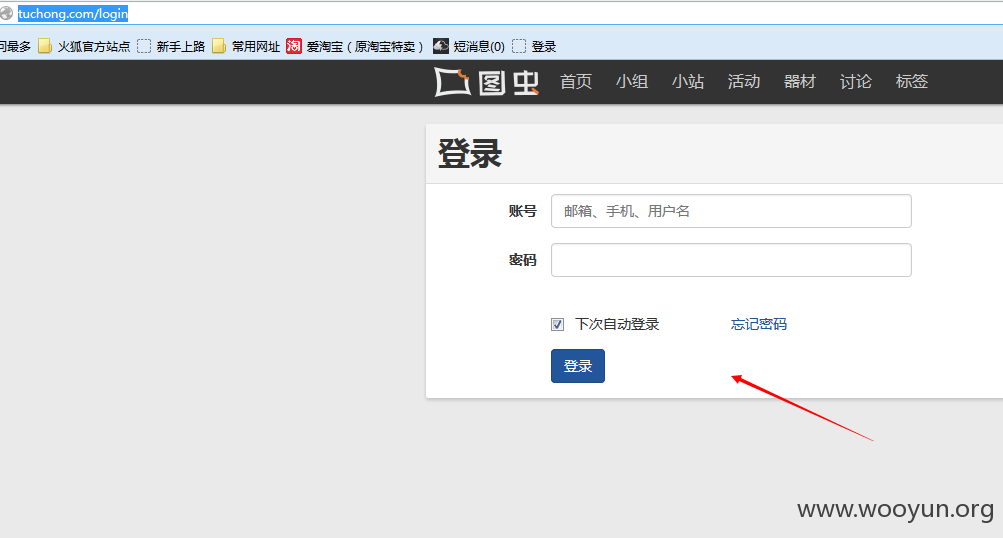 tuchong.com/login
问最多 火狐官方站点 新手上路 常用网址 淘 爱淘宝（原淘宝特卖） 短消息(0) 登录
图虫 首页 小组 小站 活动 器材 讨论 标签
登录
账号 邮箱、手机、用户名
密码
下次自动登录 忘记密码
登录
www.wooyun.org